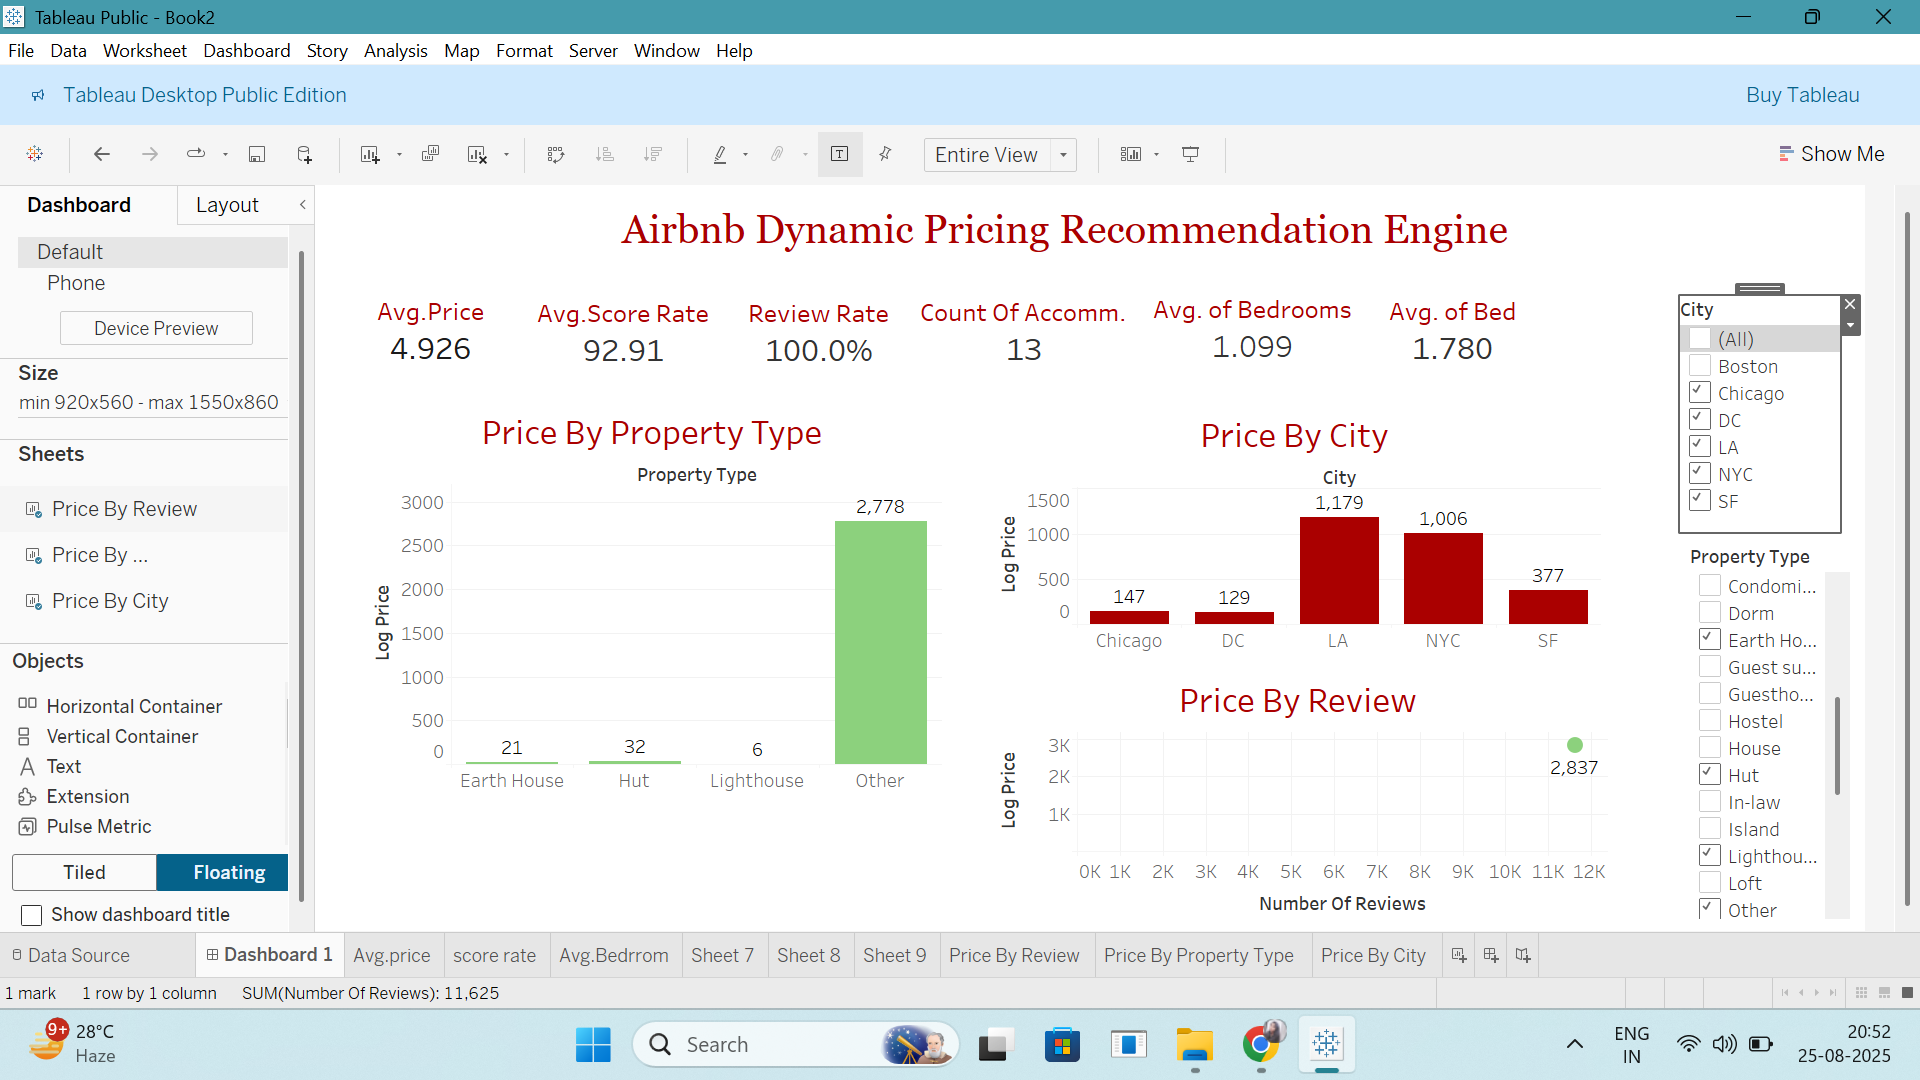 Tableau Public - Book2
File Data Worksheet Dashboard Story Analysis Map Format Server Window Help
Tableau Desktop Public Edition
Buy Tableau
Entire View
Show Me
Dashboard Layout
Default
Phone
Device Preview
Size
min 920x560 - max 1550x860
Sheets
Price By Review
Price By ...
Price By City
Objects
Horizontal Container
Vertical Container
Text
Extension
Pulse Metric
Tiled Floating
Show dashboard title
Airbnb Dynamic Pricing Recommendation Engine
Avg.Price
4.926
Avg.Score Rate
92.91
Review Rate
100.0%
Count Of Accomm.
13
Avg. of Bedrooms
1.099
Avg. of Bed
1.780
Price By Property Type
Property Type
Log Price
3000
2500
2000
1500
1000
500
0
21
32
6
2,778
Earth House Hut Lighthouse Other
Price By City
City
Log Price
1500
1000
500
0
147
129
1,179
1,006
377
Chicago DC LA NYC SF
Price By Review
Log Price
3K
2K
1K
2,837
0K 1K 2K 3K 4K 5K 6K 7K 8K 9K 10K 11K 12K
Number Of Reviews
City
(All)
Boston
Chicago
DC
LA
NYC
SF
Property Type
Condomi...
Dorm
Earth Ho...
Guest su...
Guestho...
Hostel
House
Hut
In-law
Island
Lighthou...
Loft
Other
Data Source Dashboard 1 Avg.price score rate Avg.Bedrrom Sheet 7 Sheet 8 Sheet 9 Price By Review Price By Property Type Price By City
1 mark 1 row by 1 column SUM(Number Of Reviews): 11,625
9+
28°C
Haze
Search
ENG
IN
20:52
25-08-2025